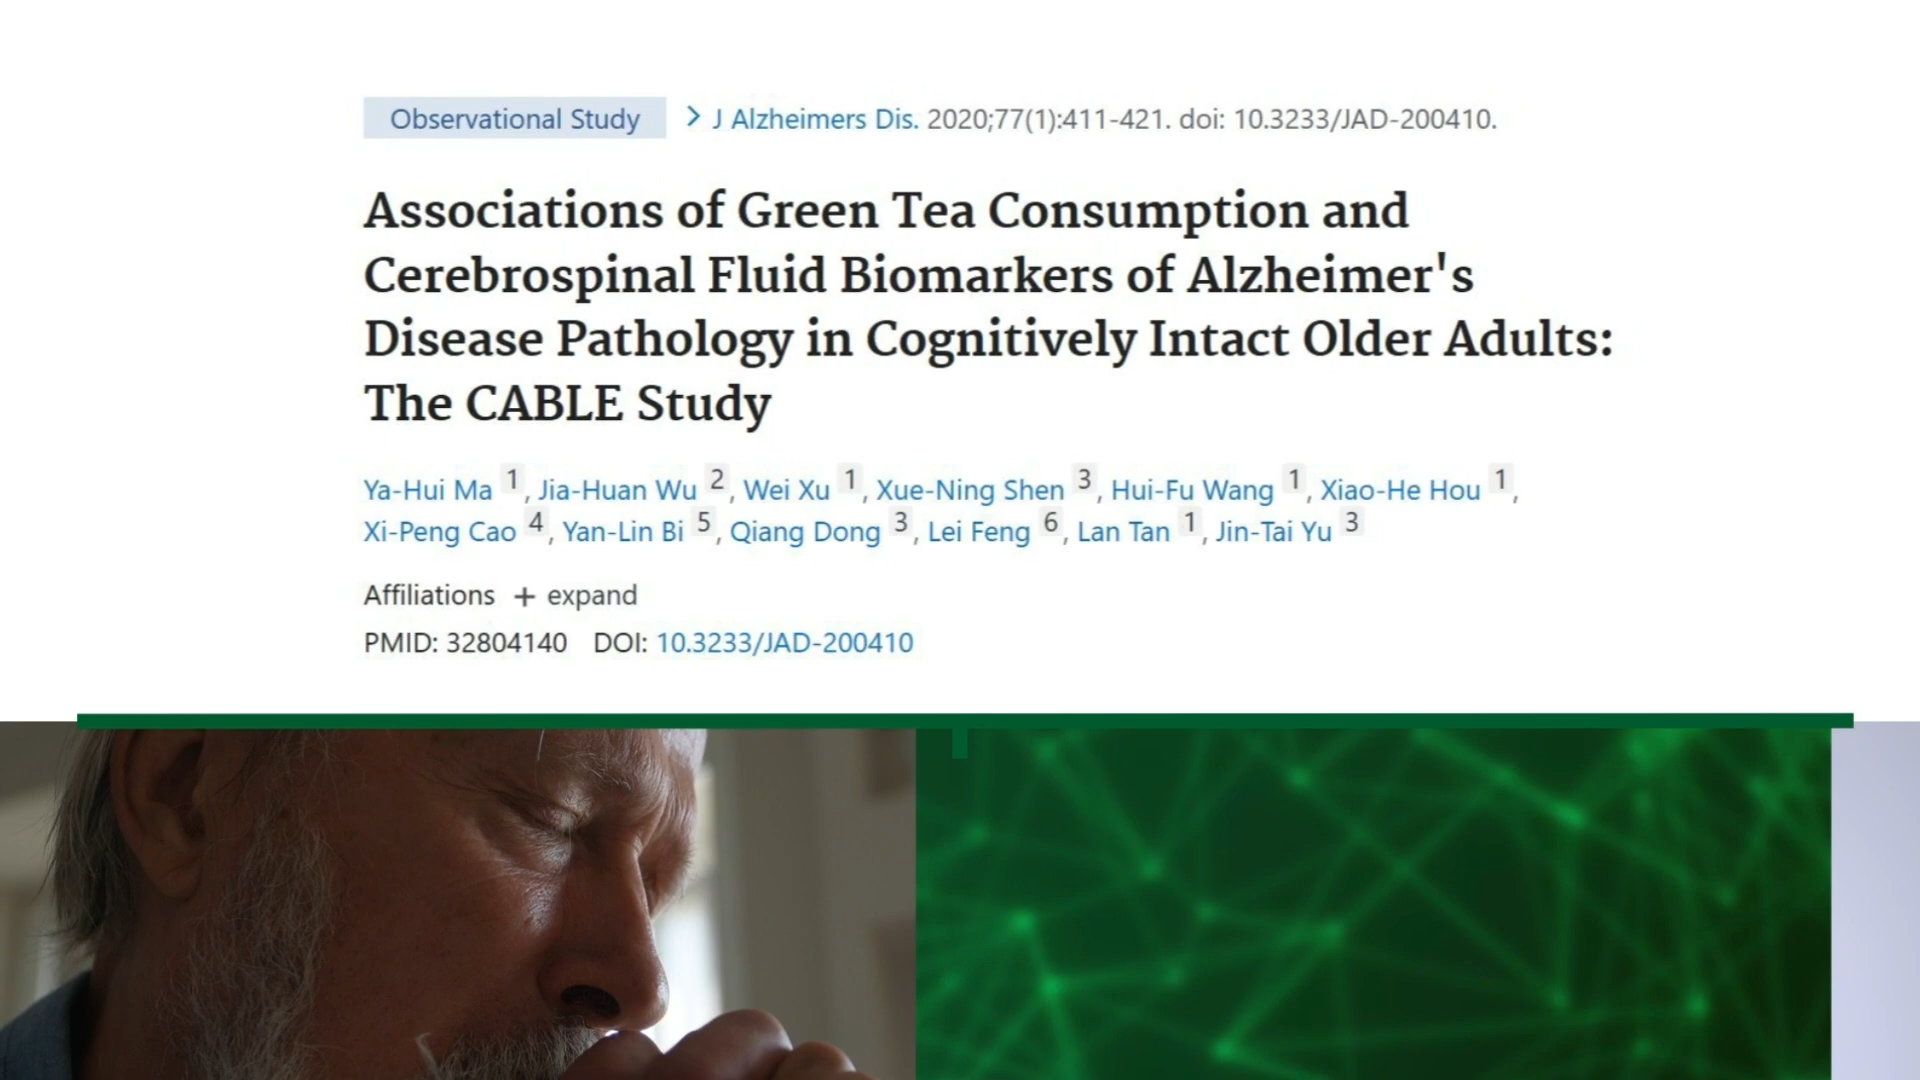 Observational Study > J Alzheimers Dis. 2020;77(1):411-421. doi: 10.3233/JAD-200410.
Associations of Green Tea Consumption and
Cerebrospinal Fluid Biomarkers of Alzheimer's
Disease Pathology in Cognitively Intact Older Adults:
The CABLE Study
Ya-Hui Ma 1, Jia-Huan Wu 2, Wei Xu 1, Xue-Ning Shen 3, Hui-Fu Wang 1, Xiao-He Hou 1,
Xi-Peng Cao 4, Yan-Lin Bi 5, Qiang Dong 3, Lei Feng 6, Lan Tan 1, Jin-Tai Yu 3
Affiliations + expand
PMID: 32804140 DOI: 10.3233/JAD-200410